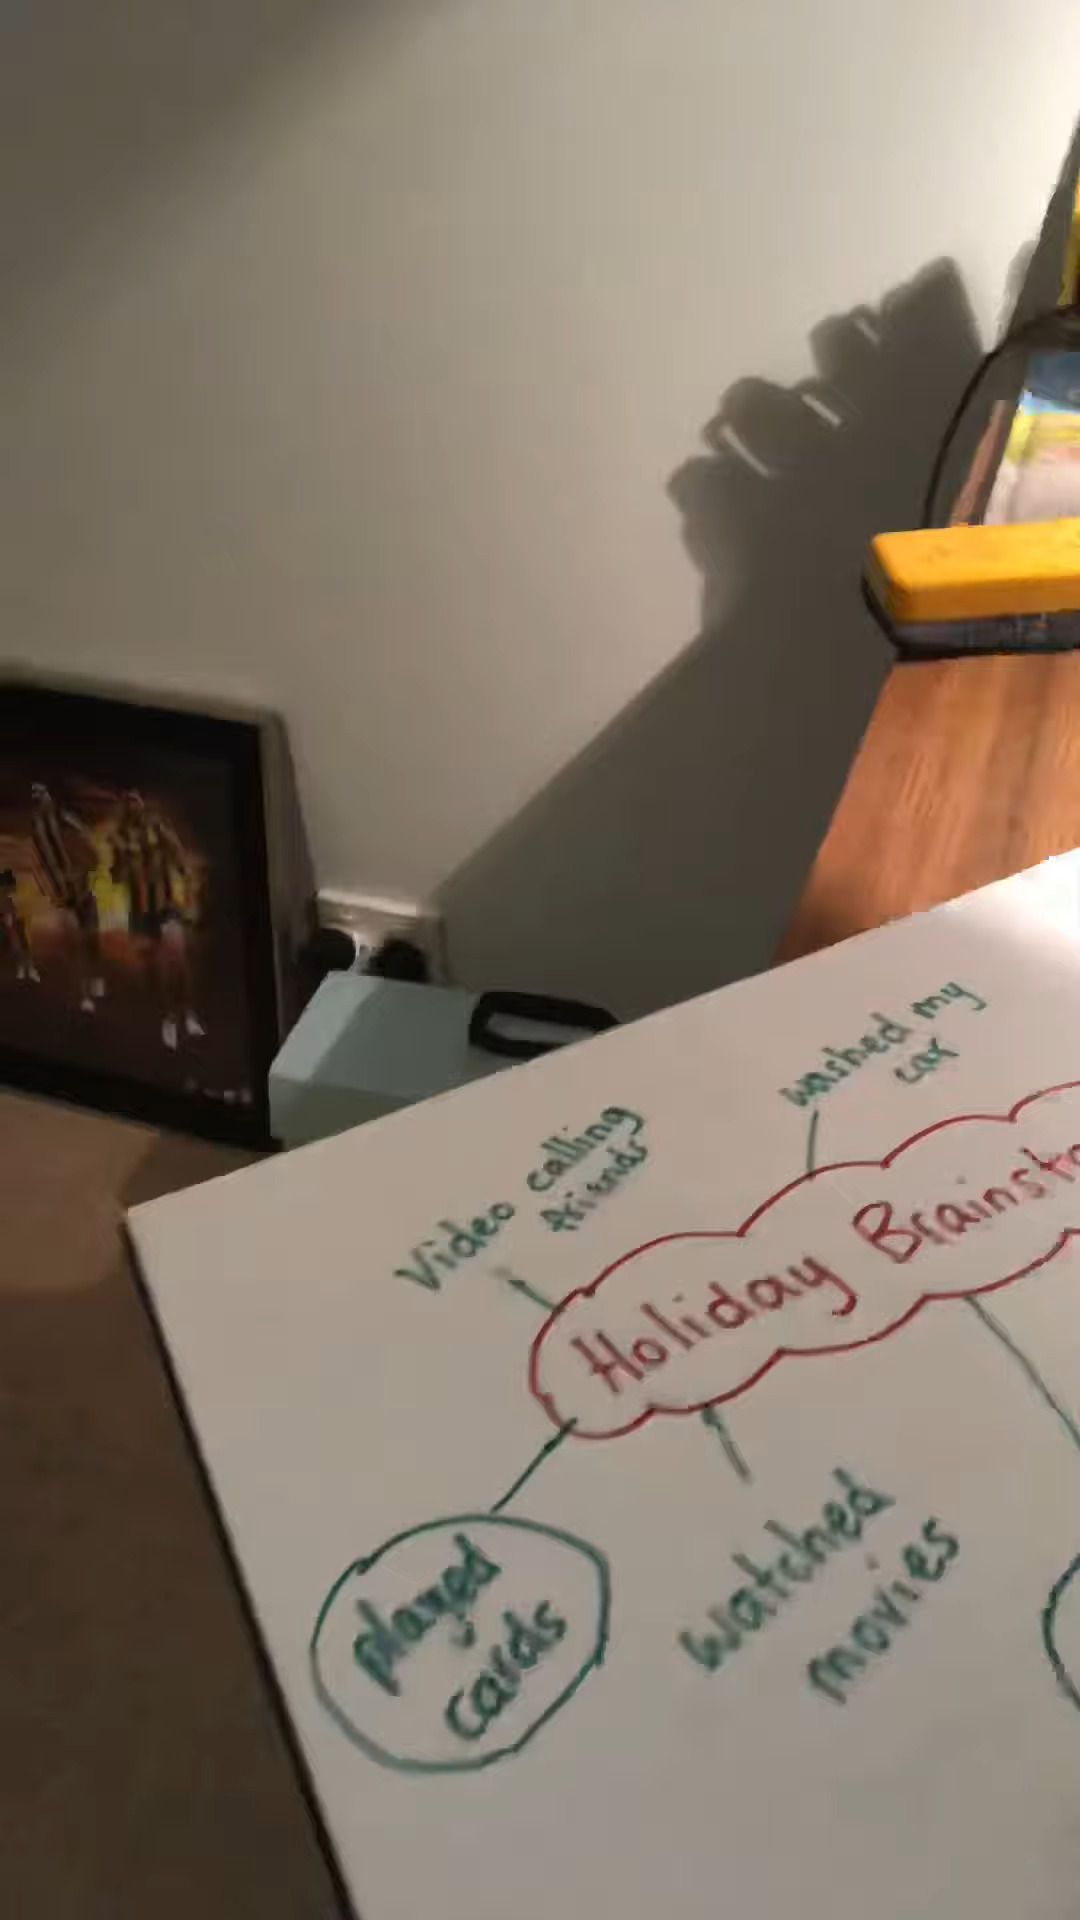 washed my
car
Video calling
friends
Holiday Brainsto
played
cards
watched
movies